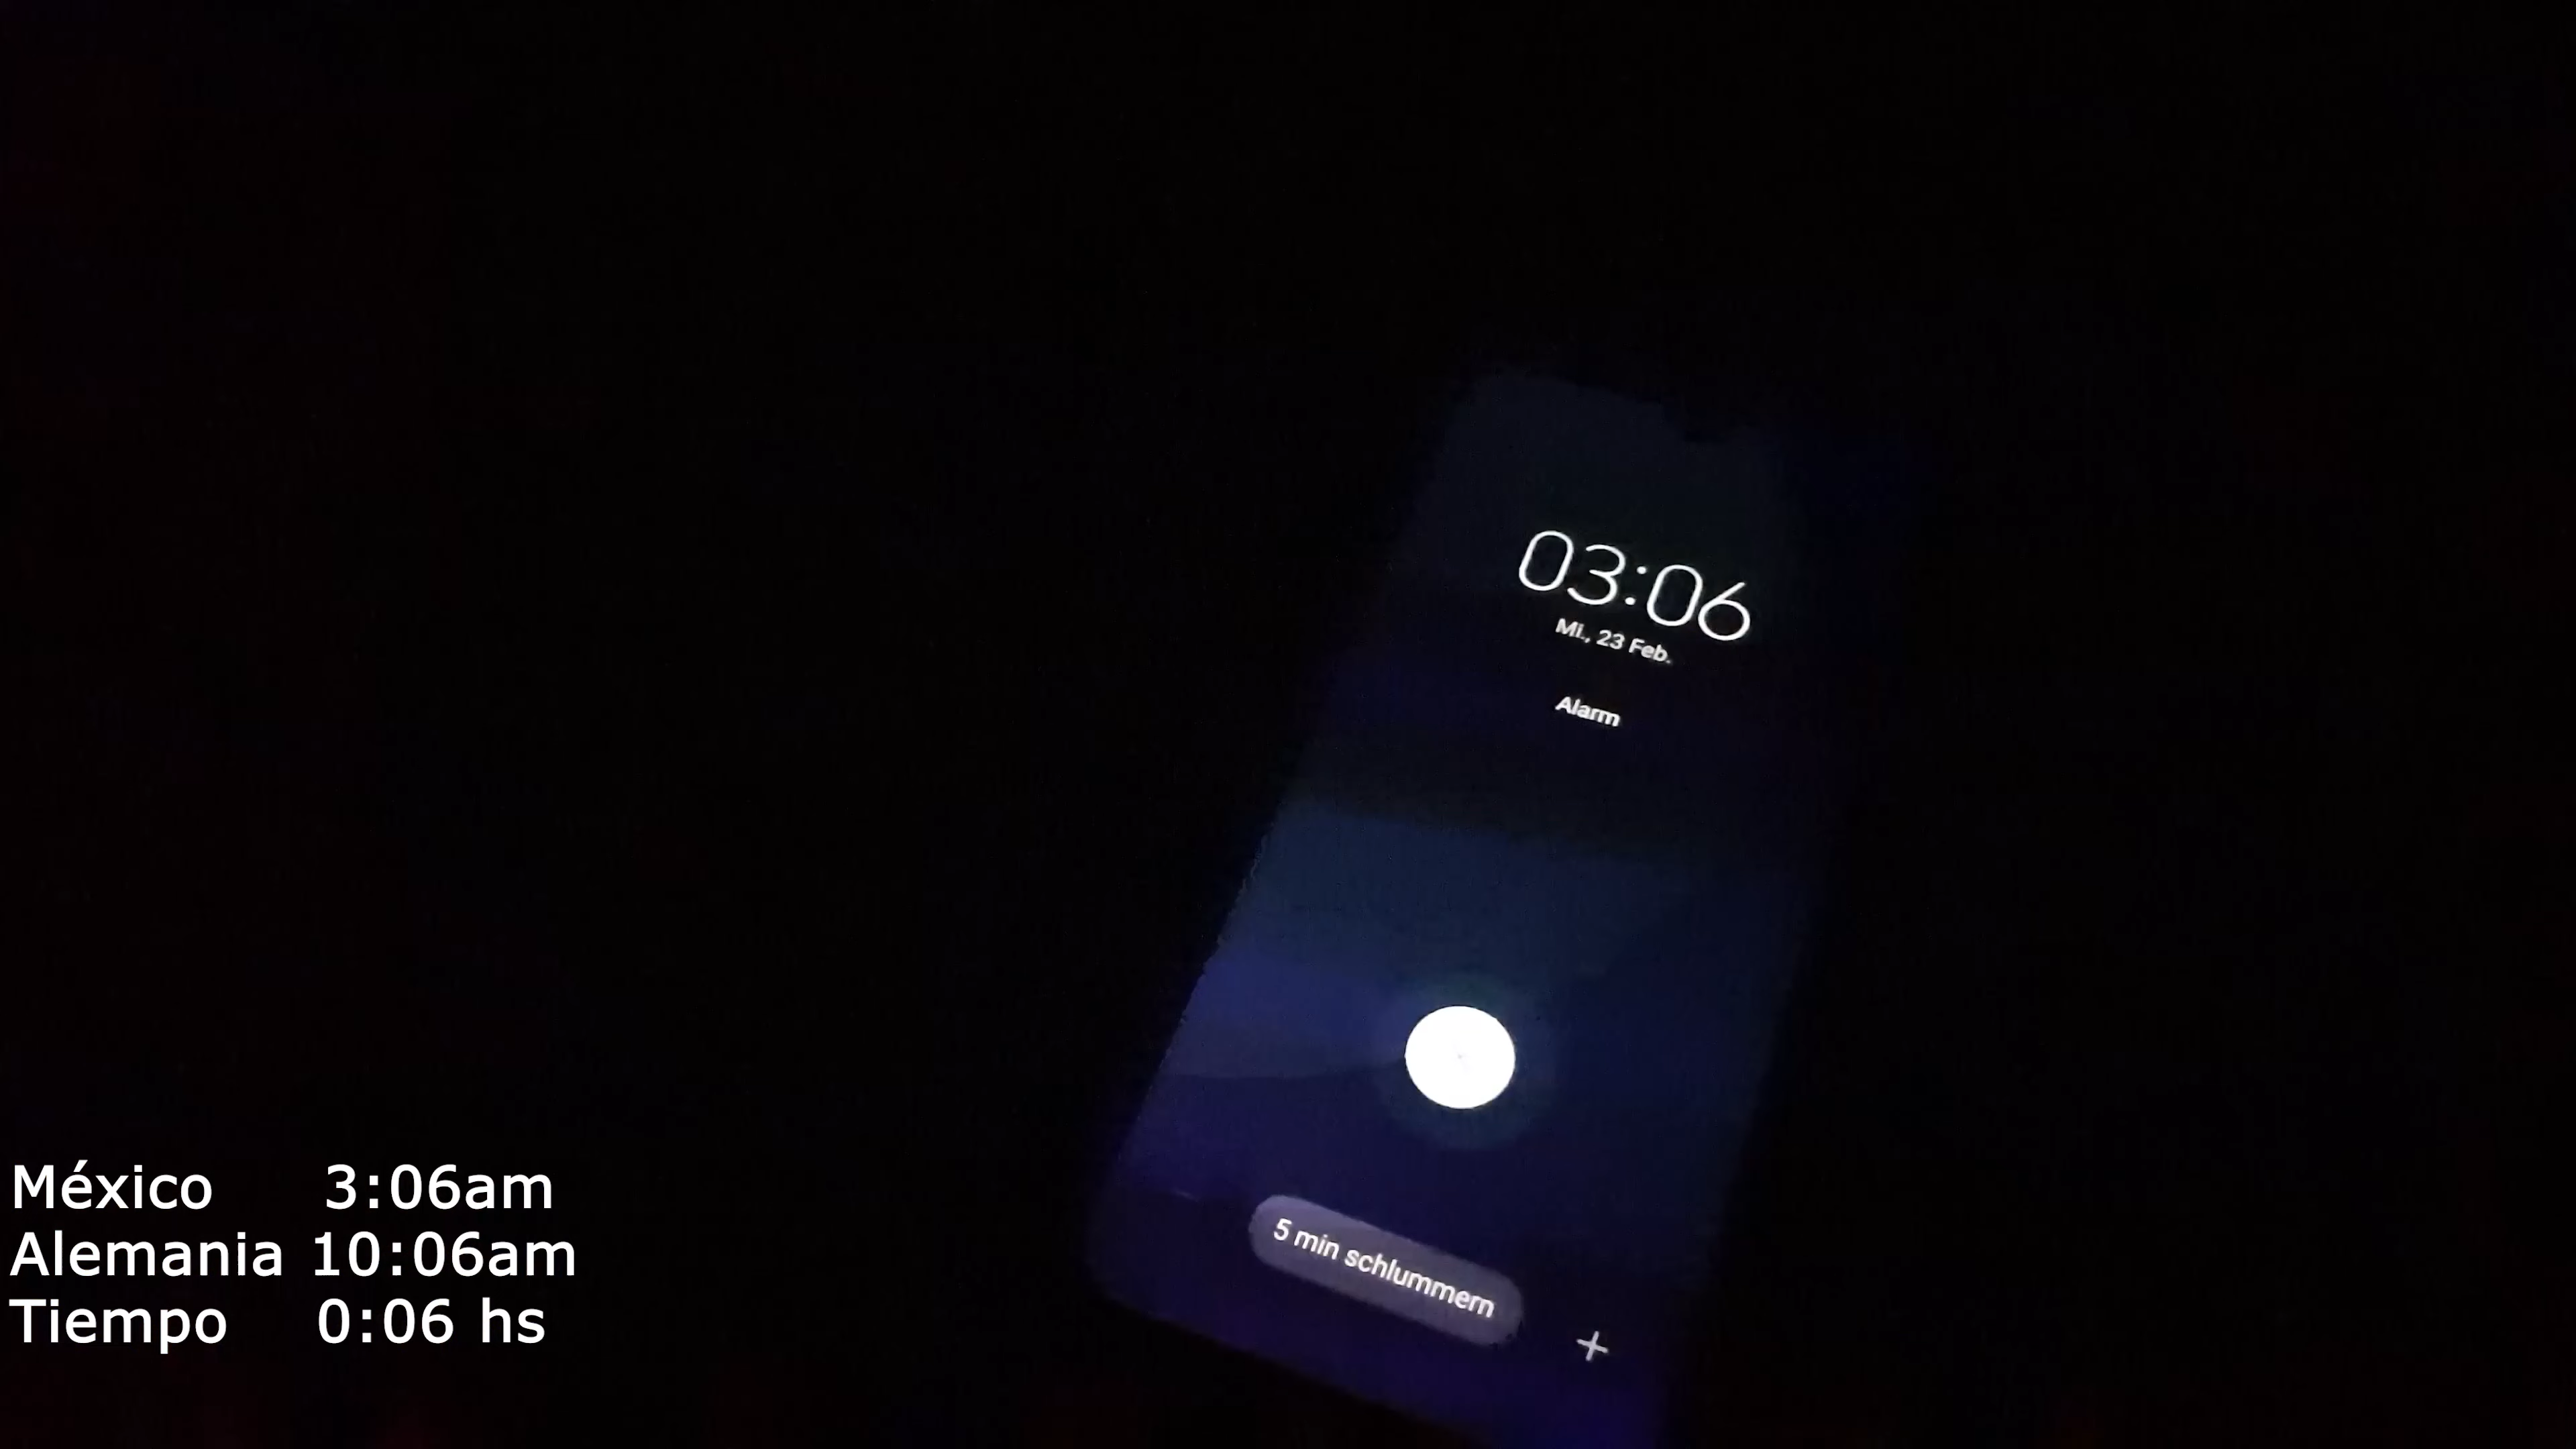 03:06
Mi., 23 Feb.
Alarm
5 min schlummern
+
México 3:06am
Alemania 10:06am
Tiempo 0:06 hs